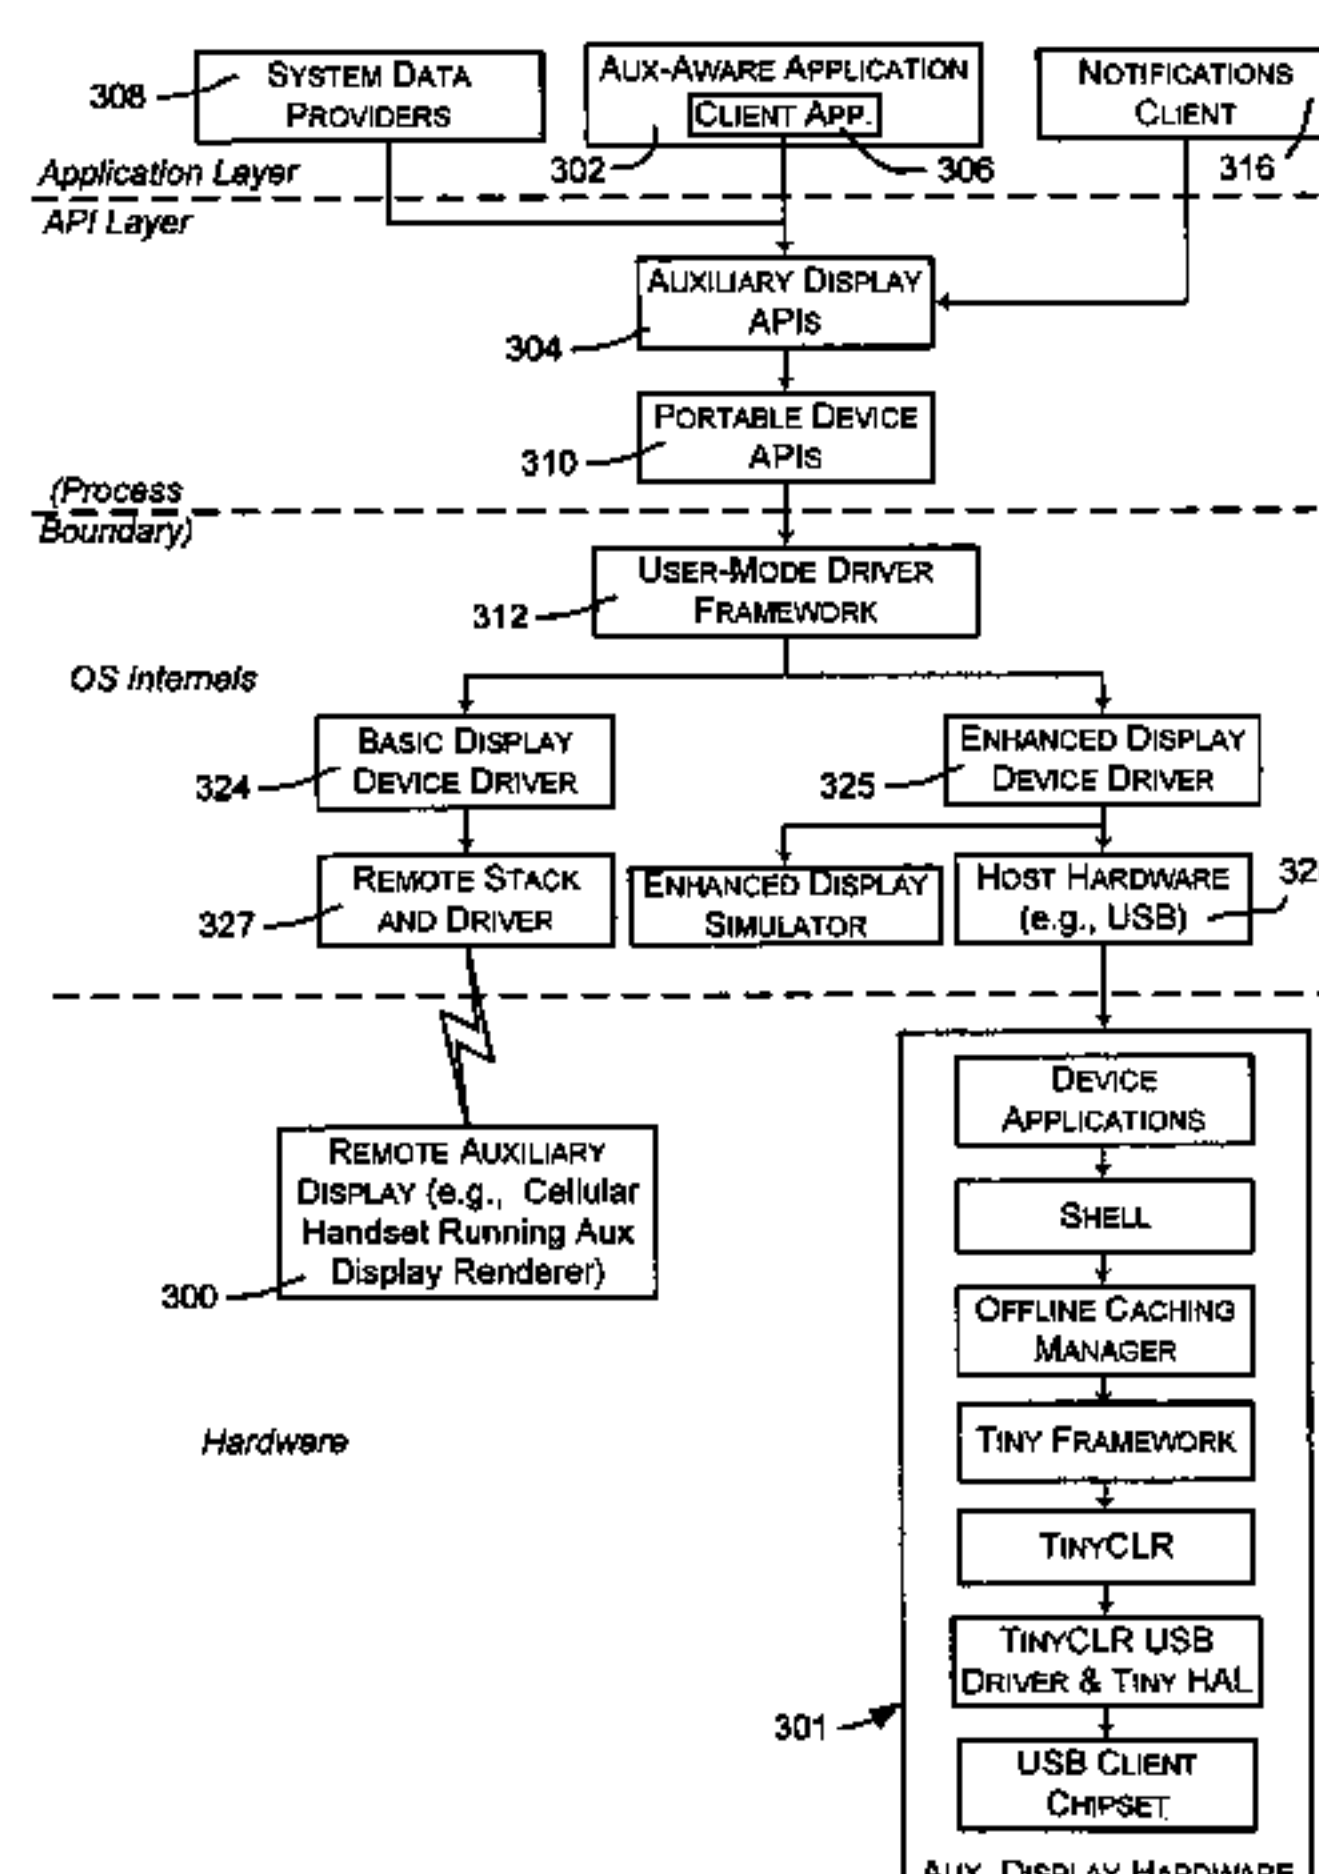 308
SYSTEM DATA
PROVIDERS
AUX-AWARE APPLICATION
CLIENT APP.
302
306
NOTIFICATIONS
CLIENT
316
Application Layer
API Layer
AUXILIARY DISPLAY
APIS
304
PORTABLE DEVICE
APIS
310
(Process
Boundary)
USER-MODE DRIVER
FRAMEWORK
312
OS Internels
BASIC DISPLAY
DEVICE DRIVER
324
ENHANCED DISPLAY
DEVICE DRIVER
325
REMOTE STACK
AND DRIVER
327
ENHANCED DISPLAY
SIMULATOR
HOST HARDWARE
(e.g., USB)
REMOTE AUXILIARY
DISPLAY (e.g., Cellular
Handset Running Aux
Display Renderer)
300
Hardware
DEVICE
APPLICATIONS
SHELL
OFFLINE CACHING
MANAGER
TINY FRAMEWORK
TINYCLR
TINYCLR USB
DRIVER & TINY HAL
301
USB CLIENT
CHIPSET
AUX. DISPLAY HARDWARE